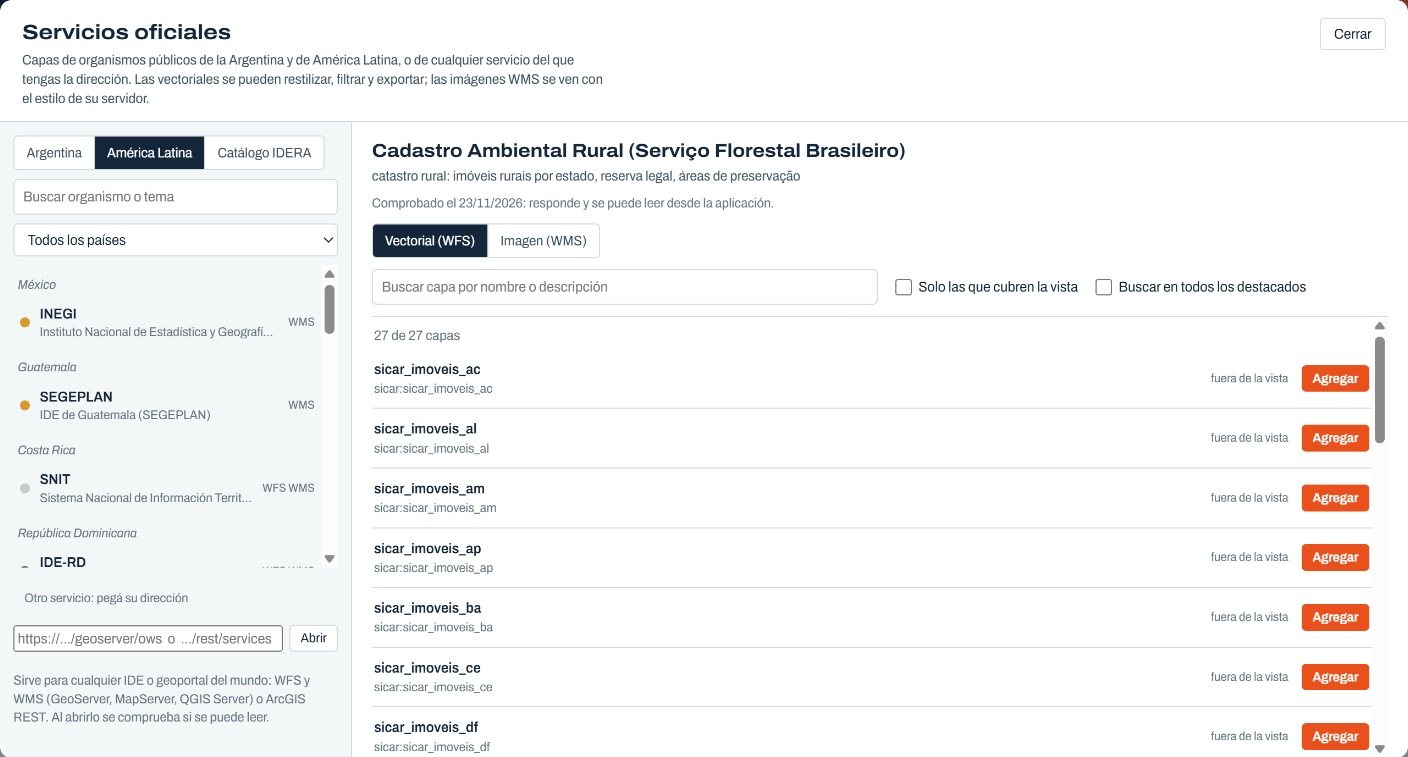 Servicios oficiales
Cerrar
Capas de organismos públicos de la Argentina y de América Latina, o de cualquier servicio del que
tengas la dirección. Las vectoriales se pueden restilizar, filtrar y exportar; las imágenes WMS se ven con
el estilo de su servidor.
Argentina
América Latina
Catálogo IDERA
Buscar organismo o tema
Todos los países
México
INEGI
Instituto Nacional de Estadística y Geografí...
WMS
Guatemala
SEGEPLAN
IDE de Guatemala (SEGEPLAN)
WMS
Costa Rica
SNIT
Sistema Nacional de Información Territ...
WFS WMS
República Dominicana
IDE-RD
Otro servicio: pegá su dirección
https://.../geoserver/ows o .../rest/services
Abrir
Sirve para cualquier IDE o geoportal del mundo: WFS y
WMS (GeoServer, MapServer, QGIS Server) o ArcGIS
REST. Al abrirlo se comprueba si se puede leer.
Cadastro Ambiental Rural (Serviço Florestal Brasileiro)
catastro rural: imóveis rurais por estado, reserva legal, áreas de preservação
Comprobado el 23/11/2026: responde y se puede leer desde la aplicación.
Vectorial (WFS)
Imagen (WMS)
Buscar capa por nombre o descripción
Solo las que cubren la vista
Buscar en todos los destacados
27 de 27 capas
sicar_imoveis_ac
sicar:sicar_imoveis_ac
fuera de la vista
Agregar
sicar_imoveis_al
sicar:sicar_imoveis_al
fuera de la vista
Agregar
sicar_imoveis_am
sicar:sicar_imoveis_am
fuera de la vista
Agregar
sicar_imoveis_ap
sicar:sicar_imoveis_ap
fuera de la vista
Agregar
sicar_imoveis_ba
sicar:sicar_imoveis_ba
fuera de la vista
Agregar
sicar_imoveis_ce
sicar:sicar_imoveis_ce
fuera de la vista
Agregar
sicar_imoveis_df
sicar:sicar_imoveis_df
fuera de la vista
Agregar